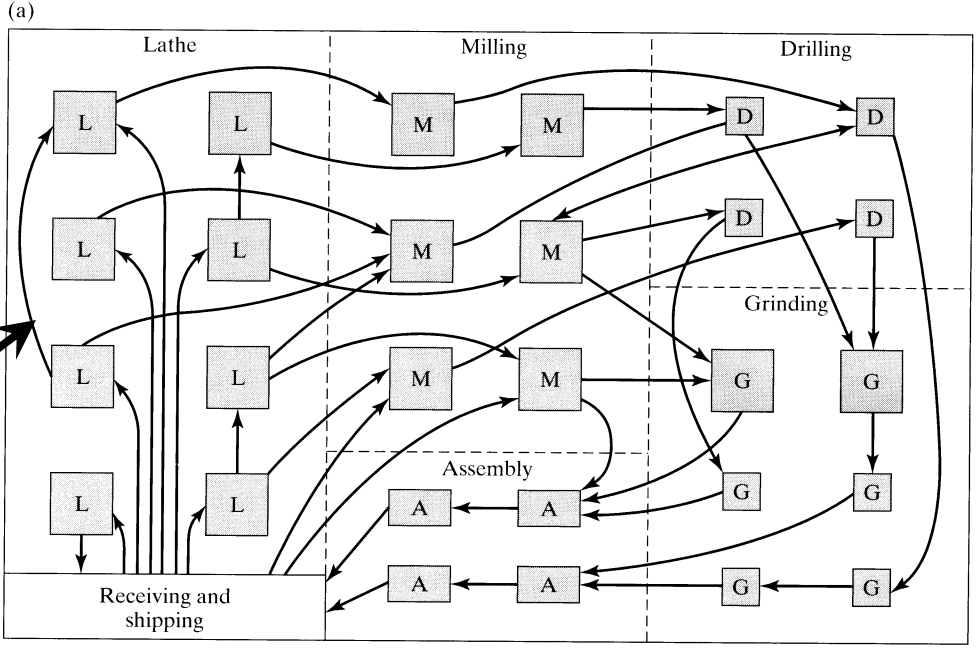 (a)
Lathe Milling Drilling
L L M M D D
L L M M D D
Grinding
L L M M G G
Assembly
L L A A G G
A A G G
Receiving and
shipping